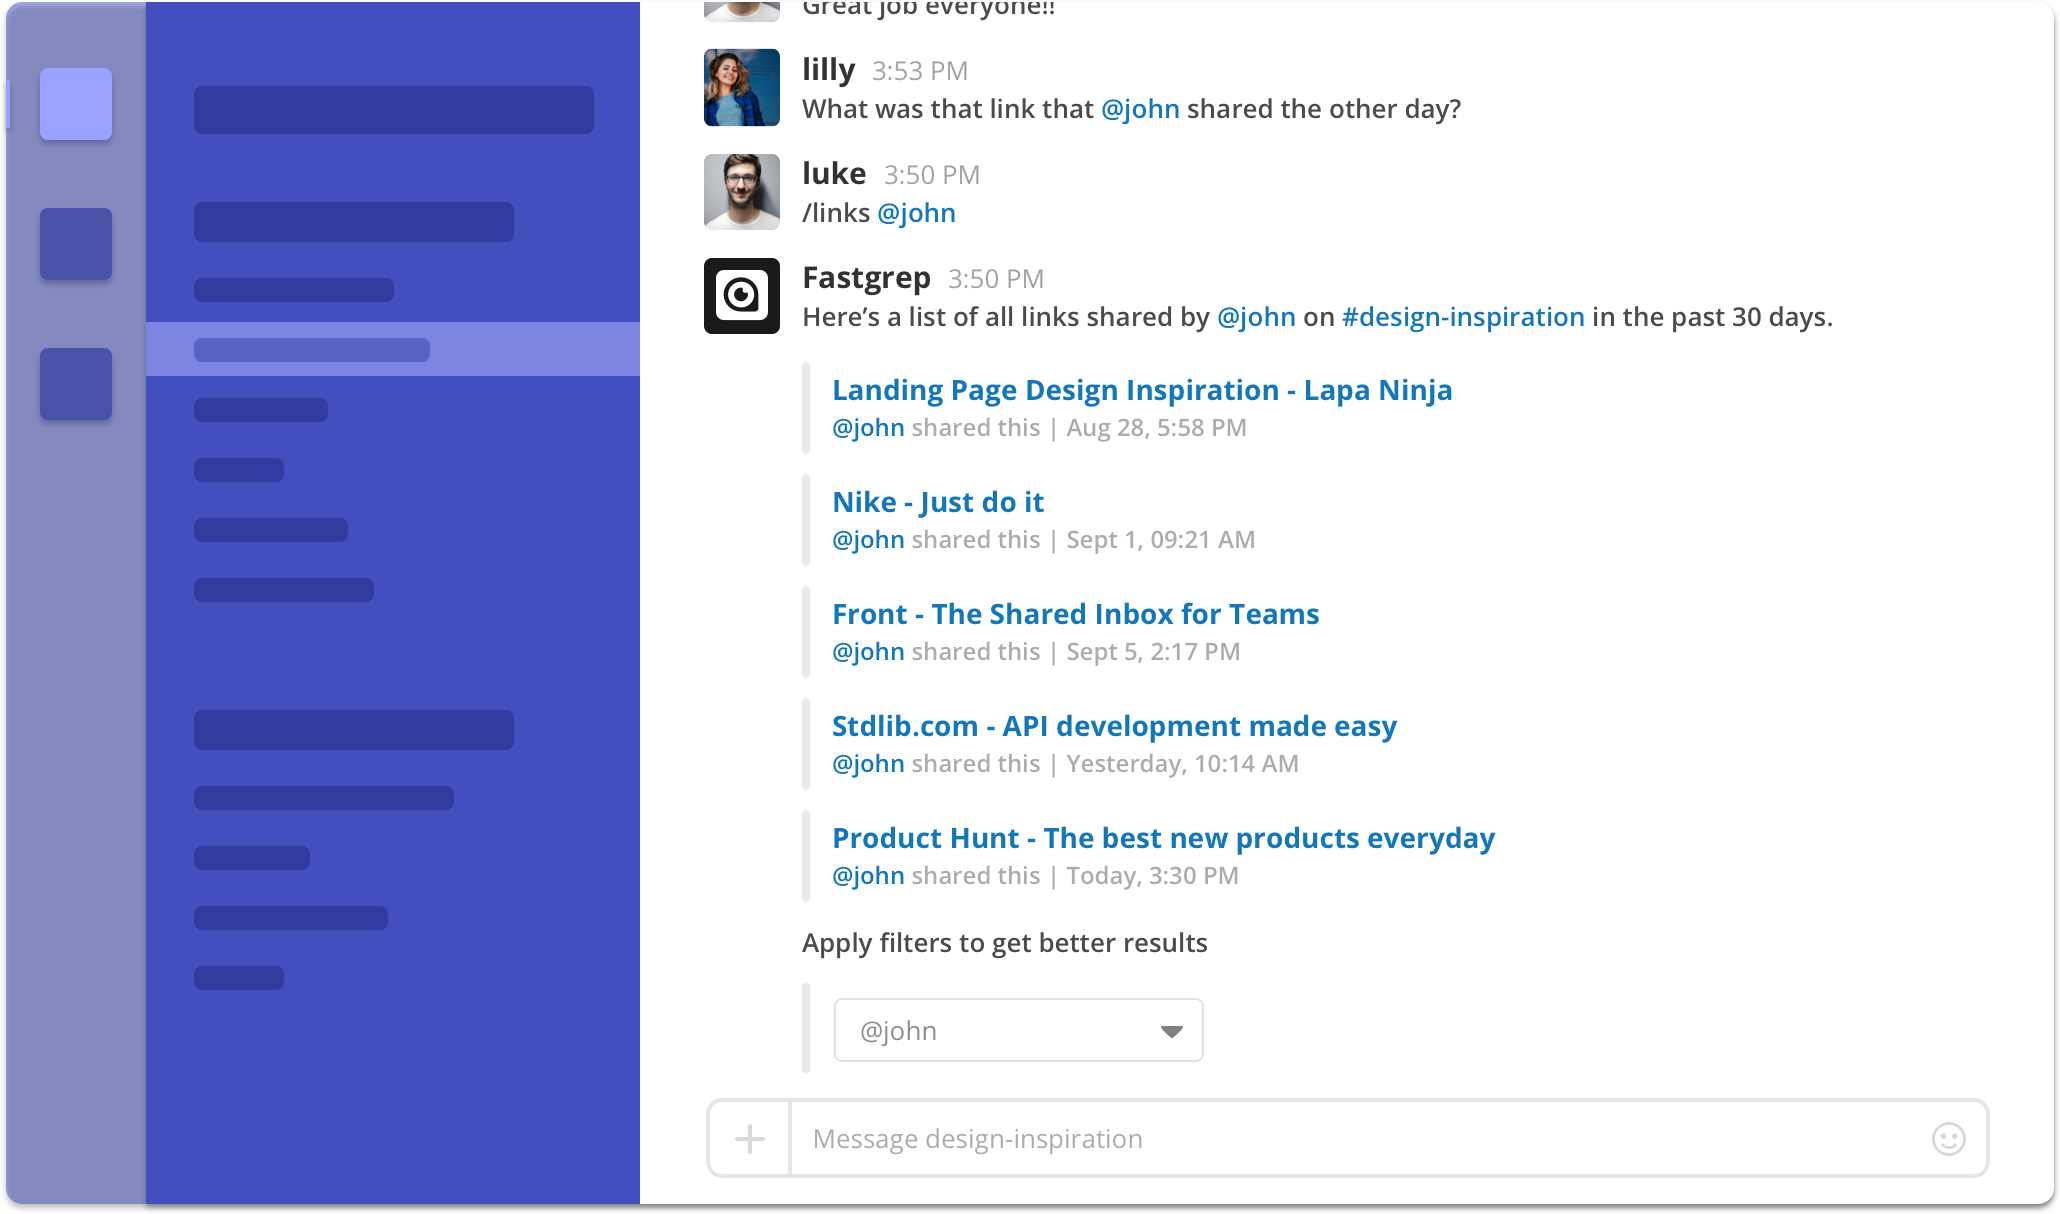 Great job everyone!!
lilly 3:53 PM
What was that link that @john shared the other day?
luke 3:50 PM
/links @john
Fastgrep 3:50 PM
Here’s a list of all links shared by @john on #design-inspiration in the past 30 days.
Landing Page Design Inspiration - Lapa Ninja
@john shared this | Aug 28, 5:58 PM
Nike - Just do it
@john shared this | Sept 1, 09:21 AM
Front - The Shared Inbox for Teams
@john shared this | Sept 5, 2:17 PM
Stdlib.com - API development made easy
@john shared this | Yesterday, 10:14 AM
Product Hunt - The best new products everyday
@john shared this | Today, 3:30 PM
Apply filters to get better results
@john
Message design-inspiration